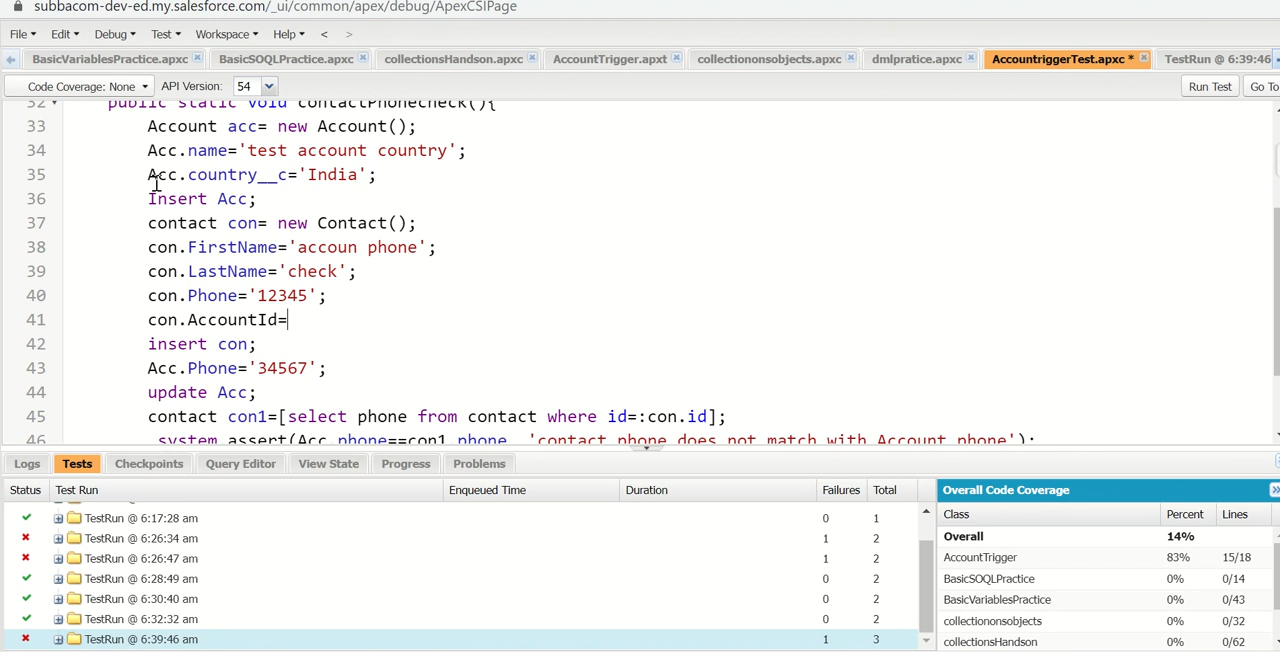 subbacom-dev-ed.my.salesforce.com/_ui/common/apex/debug/ApexCSIPage
File Edit Debug Test Workspace Help < >
BasicVariablesPractice.apxc BasicSOQLPractice.apxc collectionsHandson.apxc AccountTrigger.apxt collectiononsobjects.apxc dmlpratice.apxc AccountriggerTest.apxc * TestRun @ 6:39:46
Code Coverage: None API Version: 54 Run Test Go To
32 public static void contactPhonecheck(){
33 Account acc= new Account();
34 Acc.name='test account country';
35 Acc.country__c='India';
36 Insert Acc;
37 contact con= new Contact();
38 con.FirstName='accoun phone';
39 con.LastName='check';
40 con.Phone='12345';
41 con.AccountId=
42 insert con;
43 Acc.Phone='34567';
44 update Acc;
45 contact con1=[select phone from contact where id=:con.id];
46 system.assert(Acc.phone==con1.phone, 'contact phone does not match with Account phone');
Logs Tests Checkpoints Query Editor View State Progress Problems
Status Test Run Enqueued Time Duration Failures Total
TestRun @ 6:17:28 am 0 1
TestRun @ 6:26:34 am 1 2
TestRun @ 6:26:47 am 1 2
TestRun @ 6:28:49 am 0 2
TestRun @ 6:30:40 am 0 2
TestRun @ 6:32:32 am 0 2
TestRun @ 6:39:46 am 1 3
Overall Code Coverage
Class Percent Lines
Overall 14%
AccountTrigger 83% 15/18
BasicSOQLPractice 0% 0/14
BasicVariablesPractice 0% 0/43
collectiononsobjects 0% 0/32
collectionsHandson 0% 0/62